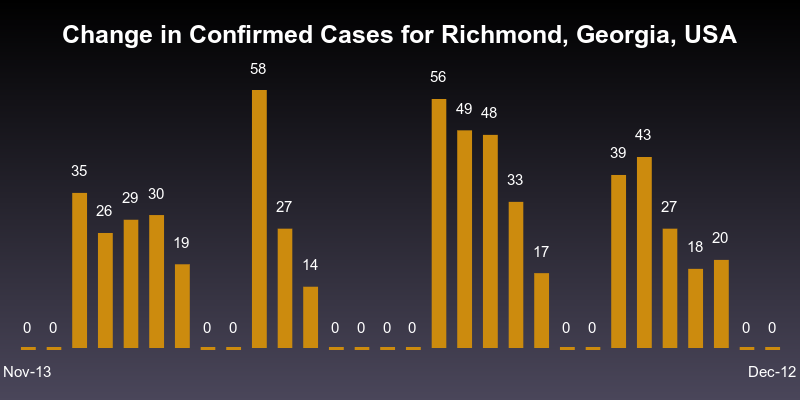 Change in Confirmed Cases for Richmond, Georgia, USA
0 0 35 26 29 30 19 0 0 58 27 14 0 0 0 0 56 49 48 33 17 0 0 39 43 27 18 20 0 0
Nov-13 Dec-12